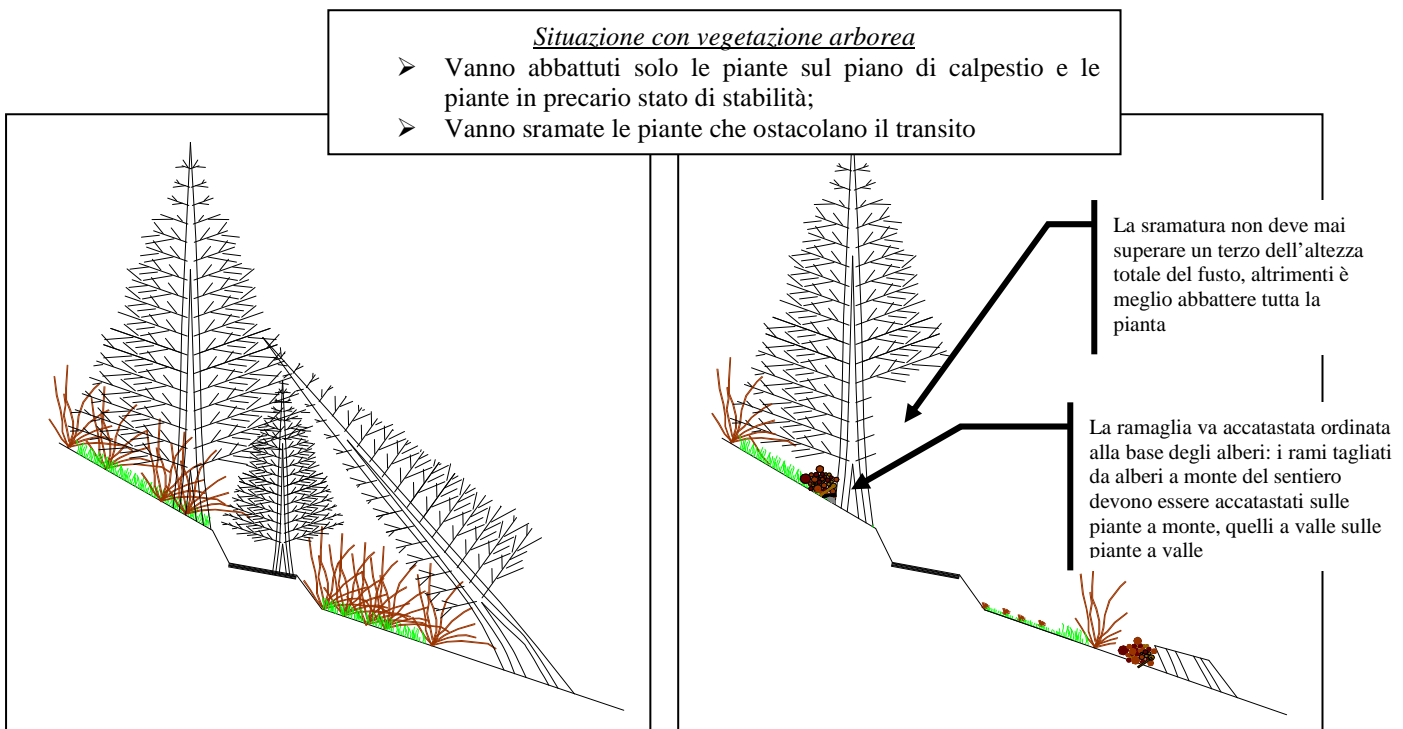 Situazione con vegetazione arborea
➢ Vanno abbattuti solo le piante sul piano di calpestio e le
piante in precario stato di stabilità;
➢ Vanno sramate le piante che ostacolano il transito
La sramatura non deve mai
superare un terzo dell’altezza
totale del fusto, altrimenti è
meglio abbattere tutta la
pianta
La ramaglia va accatastata ordinata
alla base degli alberi: i rami tagliati
da alberi a monte del sentiero
devono essere accatastati sulle
piante a monte, quelli a valle sulle
piante a valle